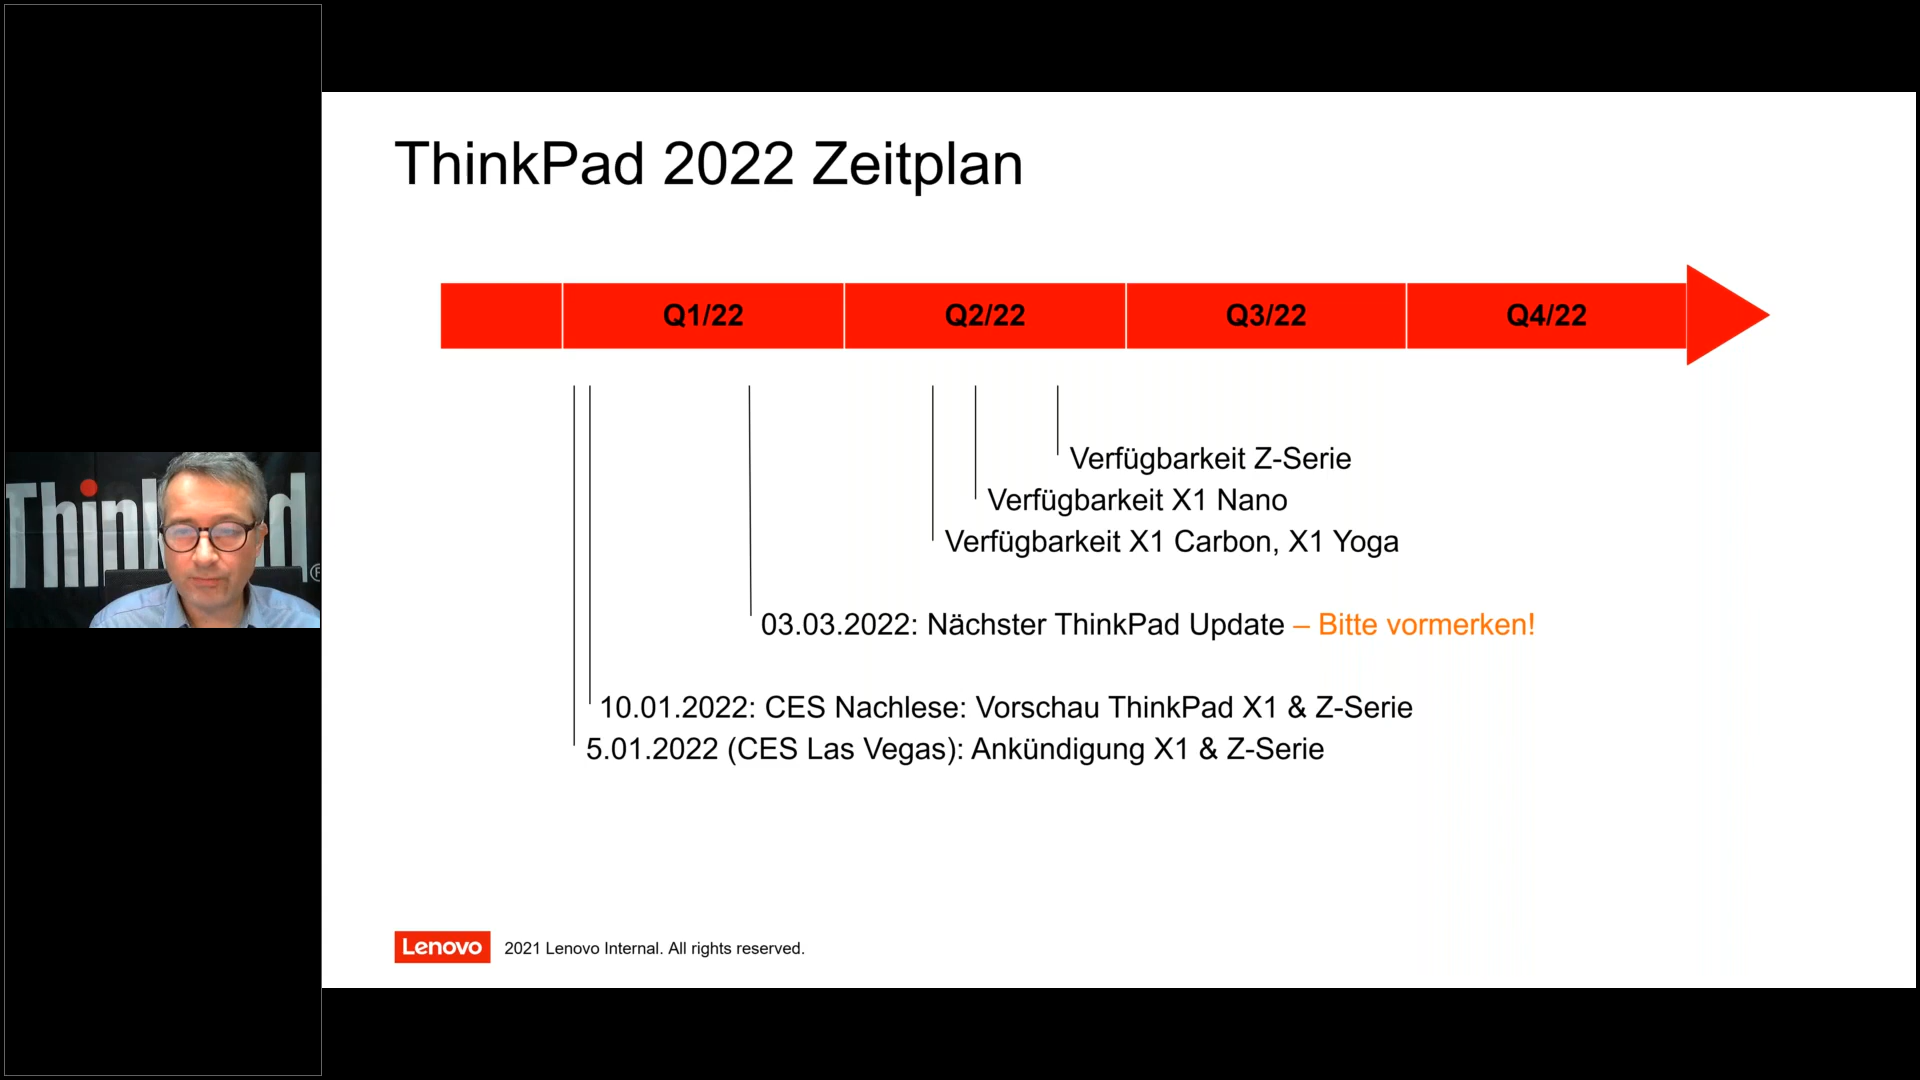 ThinkPad 2022 Zeitplan
Q1/22 Q2/22 Q3/22 Q4/22
Verfügbarkeit Z-Serie
Verfügbarkeit X1 Nano
Verfügbarkeit X1 Carbon, X1 Yoga
03.03.2022: Nächster ThinkPad Update – Bitte vormerken!
10.01.2022: CES Nachlese: Vorschau ThinkPad X1 & Z-Serie
5.01.2022 (CES Las Vegas): Ankündigung X1 & Z-Serie
Lenovo 2021 Lenovo Internal. All rights reserved.
ThinkPad®